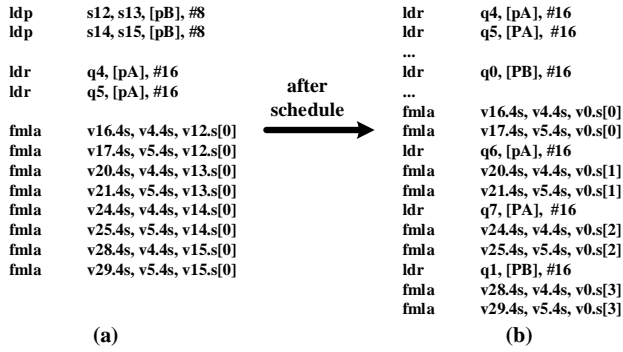 ldp s12, s13, [pB], #8
ldp s14, s15, [pB], #8
ldr q4, [pA], #16
ldr q5, [pA], #16
fmla v16.4s, v4.4s, v12.s[0]
fmla v17.4s, v5.4s, v12.s[0]
fmla v20.4s, v4.4s, v13.s[0]
fmla v21.4s, v5.4s, v13.s[0]
fmla v24.4s, v4.4s, v14.s[0]
fmla v25.4s, v5.4s, v14.s[0]
fmla v28.4s, v4.4s, v15.s[0]
fmla v29.4s, v5.4s, v15.s[0]
(a)
after
schedule
ldr q4, [pA], #16
ldr q5, [PA], #16
...
ldr q0, [PB], #16
...
fmla v16.4s, v4.4s, v0.s[0]
fmla v17.4s, v5.4s, v0.s[0]
ldr q6, [pA], #16
fmla v20.4s, v4.4s, v0.s[1]
fmla v21.4s, v5.4s, v0.s[1]
ldr q7, [PA], #16
fmla v24.4s, v4.4s, v0.s[2]
fmla v25.4s, v5.4s, v0.s[2]
ldr q1, [PB], #16
fmla v28.4s, v4.4s, v0.s[3]
fmla v29.4s, v5.4s, v0.s[3]
(b)